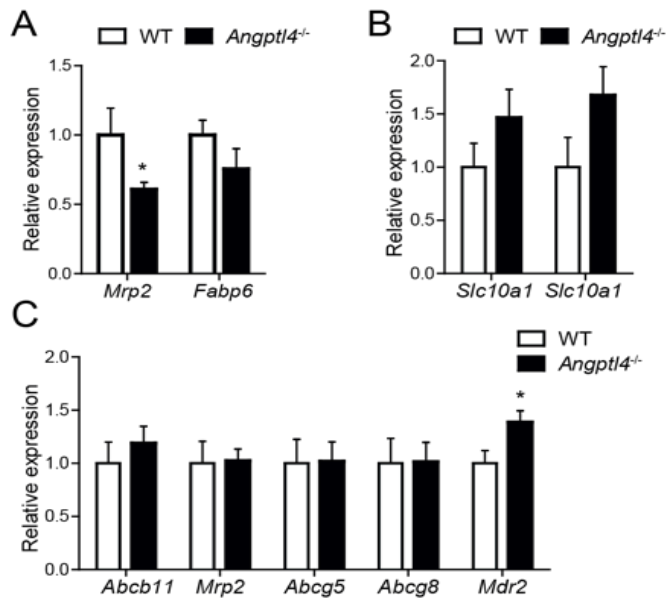 A
WT Angptl4-/-
Relative expression
1.5
1.0
0.5
0.0
*
Mrp2 Fabp6
B
WT Angptl4-/-
Relative expression
2.0
1.5
1.0
0.5
0.0
Slc10a1 Slc10a1
C
WT
Angptl4-/-
Relative expression
2.0
1.5
1.0
0.5
0.0
*
Abcb11 Mrp2 Abcg5 Abcg8 Mdr2